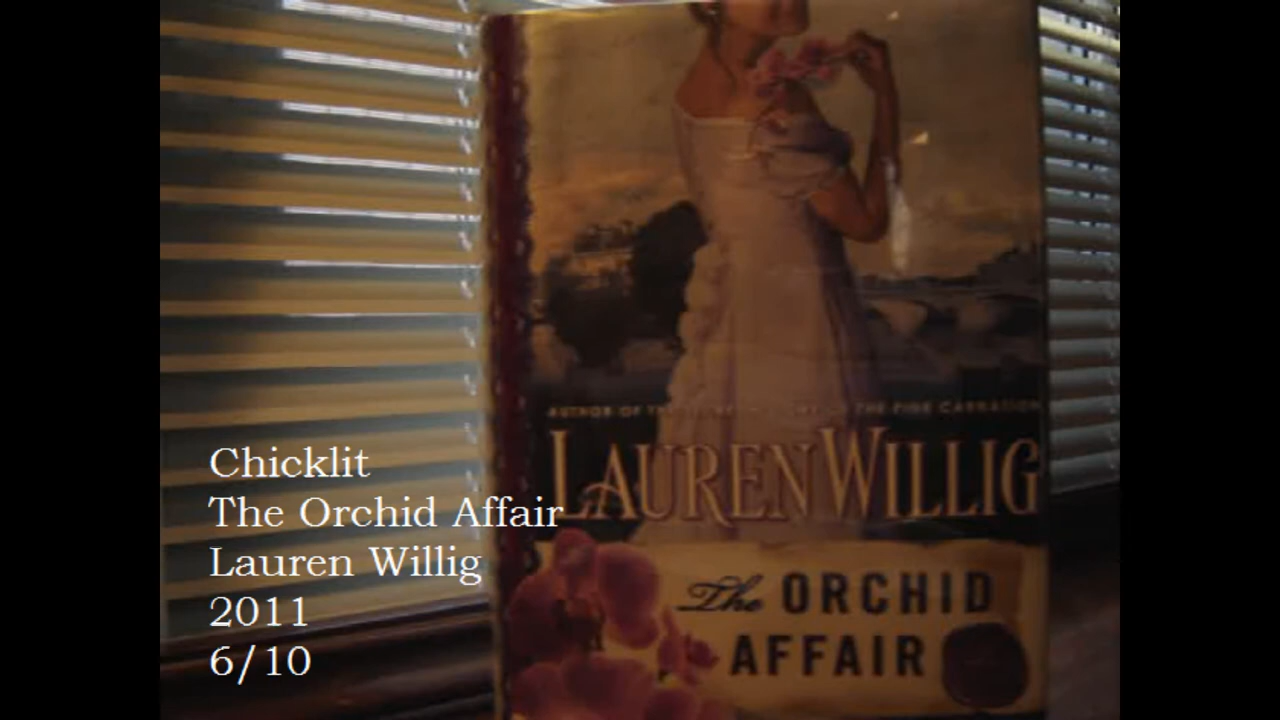 AUTHOR OF THE PINK CARNATION
LAUREN WILLIG
The ORCHID
AFFAIR
Chicklit
The Orchid Affair
Lauren Willig
2011
6/10